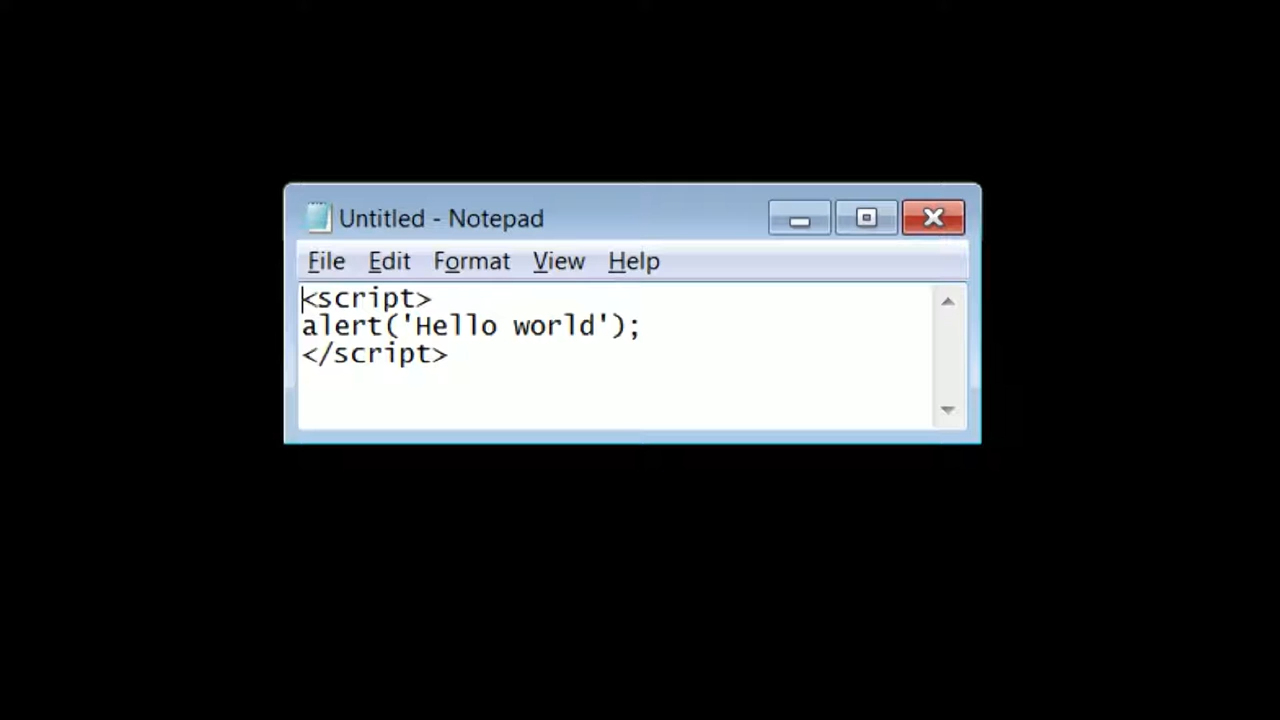 Untitled - Notepad
File Edit Format View Help
<script>
alert('Hello world');
</script>